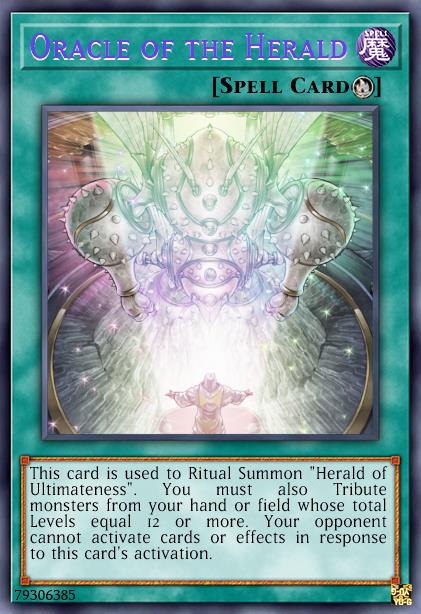 Oracle of the Herald
SPELL
魔
[Spell Card]
This card is used to Ritual Summon "Herald of
Ultimateness". You must also Tribute
monsters from your hand or field whose total
Levels equal 12 or more. Your opponent
cannot activate cards or effects in response
to this card's activation.
79306385